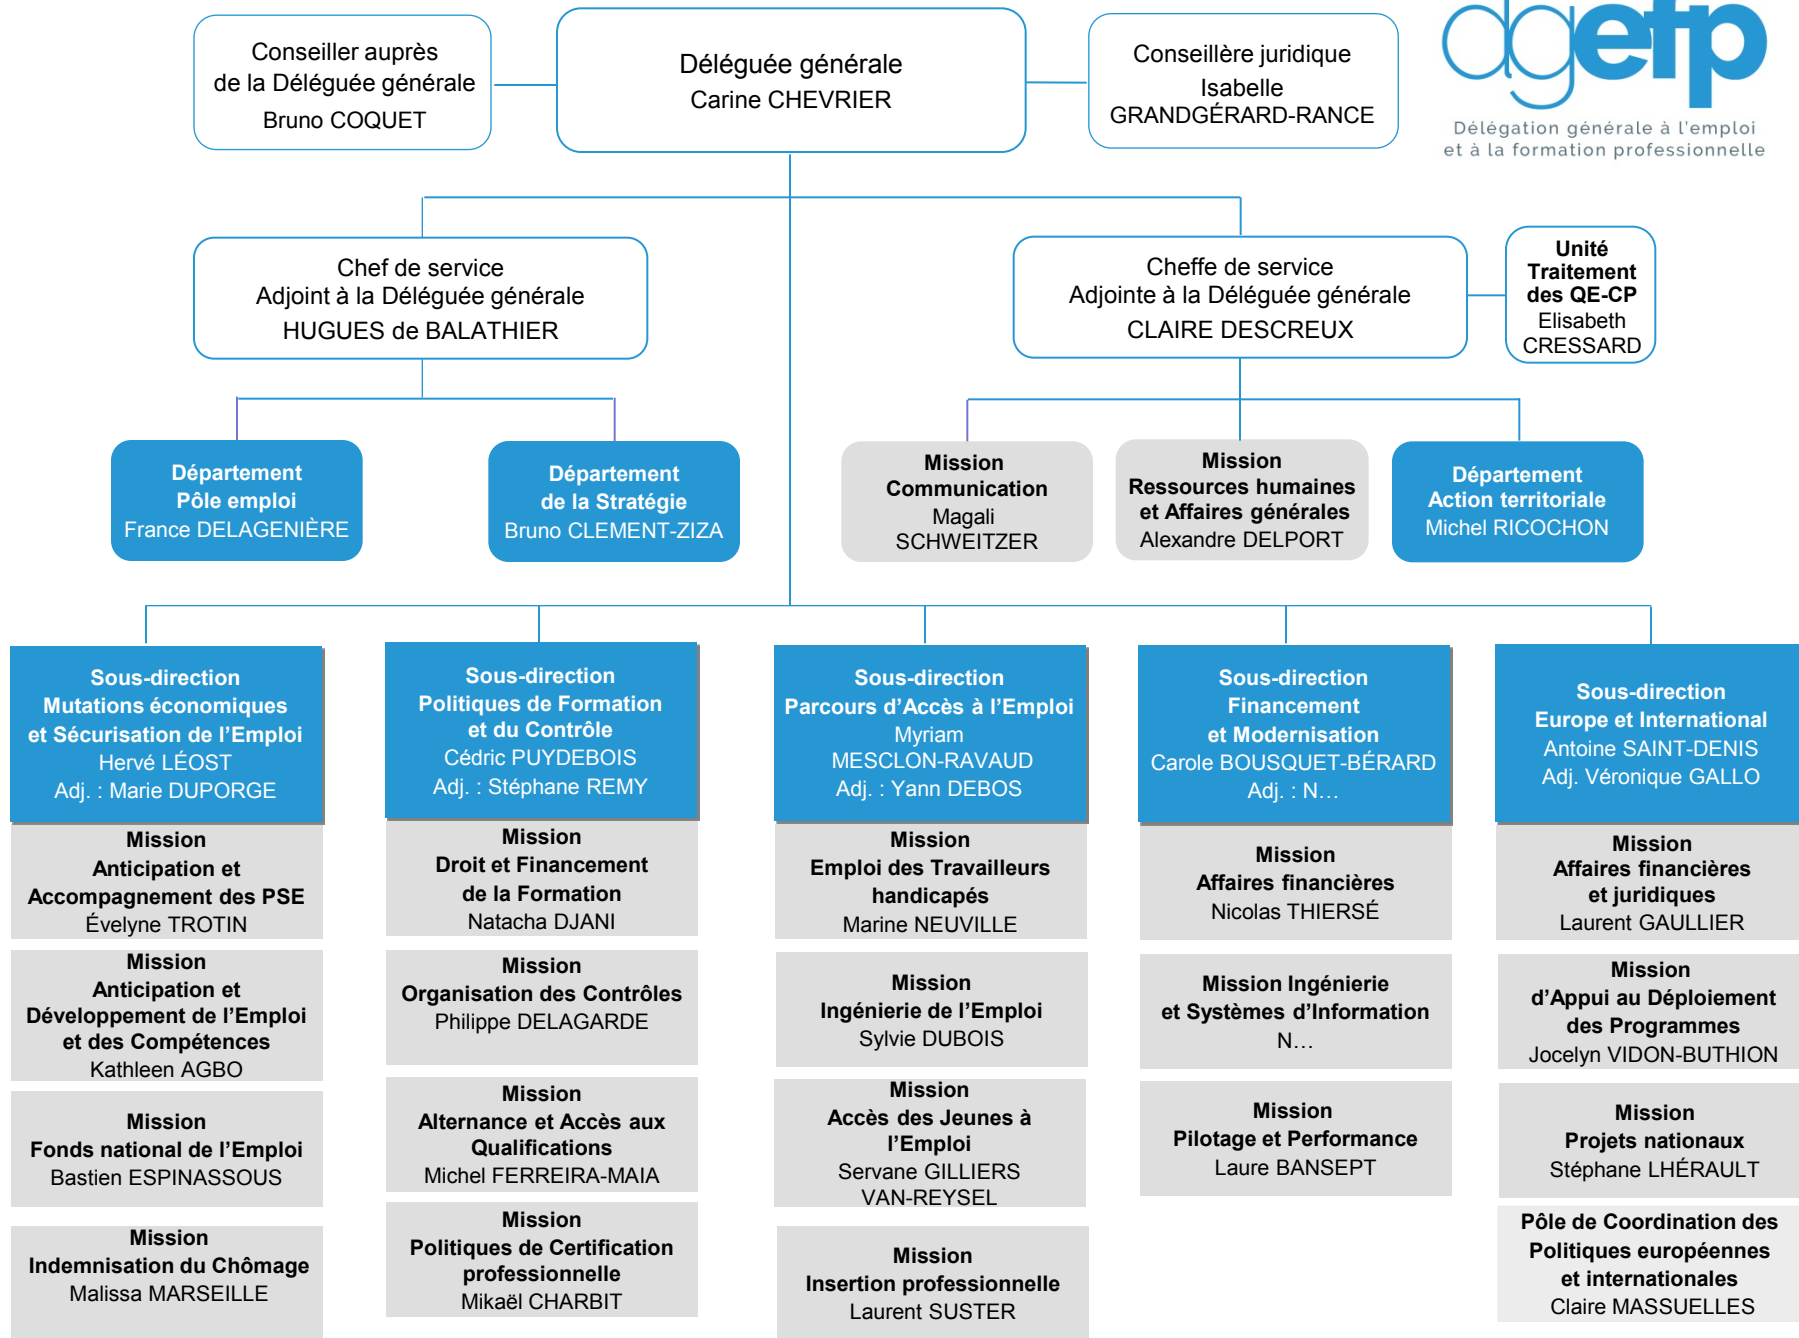 Conseiller auprès
de la Déléguée générale
Bruno COQUET
Déléguée générale
Carine CHEVRIER
Conseillère juridique
Isabelle
GRANDGÉRARD-RANCE
dgefp
Délégation générale à l'emploi
et à la formation professionnelle
Chef de service
Adjoint à la Déléguée générale
HUGUES de BALATHIER
Cheffe de service
Adjointe à la Déléguée générale
CLAIRE DESCREUX
Unité
Traitement
des QE-CP
Elisabeth
CRESSARD
Département
Pôle emploi
France DELAGENIÈRE
Département
de la Stratégie
Bruno CLEMENT-ZIZA
Mission
Communication
Magali
SCHWEITZER
Mission
Ressources humaines
et Affaires générales
Alexandre DELPORT
Département
Action territoriale
Michel RICOCHON
Sous-direction
Mutations économiques
et Sécurisation de l’Emploi
Hervé LÉOST
Adj. : Marie DUPORGE
Mission
Anticipation et
Accompagnement des PSE
Évelyne TROTIN
Mission
Anticipation et
Développement de l’Emploi
et des Compétences
Kathleen AGBO
Mission
Fonds national de l’Emploi
Bastien ESPINASSOUS
Mission
Indemnisation du Chômage
Malissa MARSEILLE
Sous-direction
Politiques de Formation
et du Contrôle
Cédric PUYDEBOIS
Adj. : Stéphane REMY
Mission
Droit et Financement
de la Formation
Natacha DJANI
Mission
Organisation des Contrôles
Philippe DELAGARDE
Mission
Alternance et Accès aux
Qualifications
Michel FERREIRA-MAIA
Mission
Politiques de Certification
professionnelle
Mikaël CHARBIT
Sous-direction
Parcours d’Accès à l’Emploi
Myriam
MESCLON-RAVAUD
Adj. : Yann DEBOS
Mission
Emploi des Travailleurs
handicapés
Marine NEUVILLE
Mission
Ingénierie de l’Emploi
Sylvie DUBOIS
Mission
Accès des Jeunes à
l’Emploi
Servane GILLIERS
VAN-REYSEL
Mission
Insertion professionnelle
Laurent SUSTER
Sous-direction
Financement
et Modernisation
Carole BOUSQUET-BÉRARD
Adj. : N…
Mission
Affaires financières
Nicolas THIERSÉ
Mission Ingénierie
et Systèmes d’Information
N…
Mission
Pilotage et Performance
Laure BANSEPT
Sous-direction
Europe et International
Antoine SAINT-DENIS
Adj. Véronique GALLO
Mission
Affaires financières
et juridiques
Laurent GAULLIER
Mission
d’Appui au Déploiement
des Programmes
Jocelyn VIDON-BUTHION
Mission
Projets nationaux
Stéphane LHÉRAULT
Pôle de Coordination des
Politiques européennes
et internationales
Claire MASSUELLES